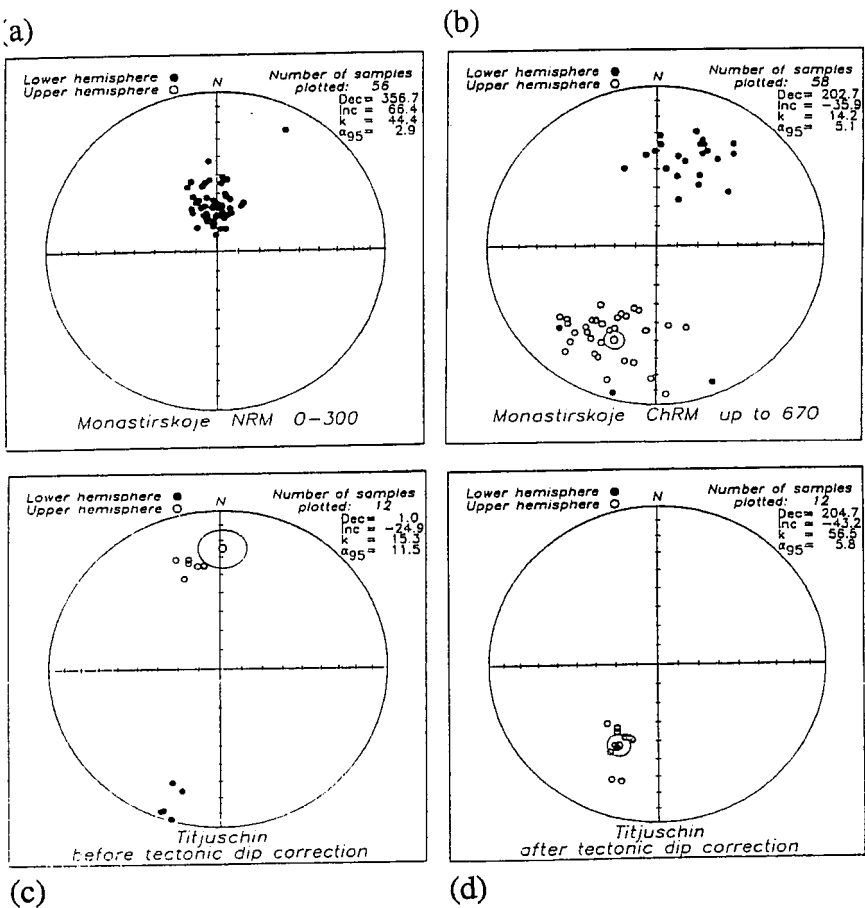 (a)
Lower hemisphere ●
Upper hemisphere ○
N
Number of samples
plotted: 56
Dec= 356.7
Inc = 66.4
k = 44.4
α95 = 2.9
Monastirskoje NRM 0-300
(b)
Lower hemisphere ●
Upper hemisphere ○
N
Number of samples
plotted: 58
Dec= 202.7
Inc = -35.9
k = 14.2
α95 = 5.1
Monastirskoje ChRM up to 670
Lower hemisphere ●
Upper hemisphere ○
N
Number of samples
plotted: 12
Dec= 1.0
Inc = -24.9
k = 15.3
α95 = 11.5
Titjuschin
before tectonic dip correction
(c)
Lower hemisphere ●
Upper hemisphere ○
N
Number of samples
plotted: 12
Dec= 204.7
Inc = -43.2
k = 56.5
α95 = 5.8
Titjuschin
after tectonic dip correction
(d)